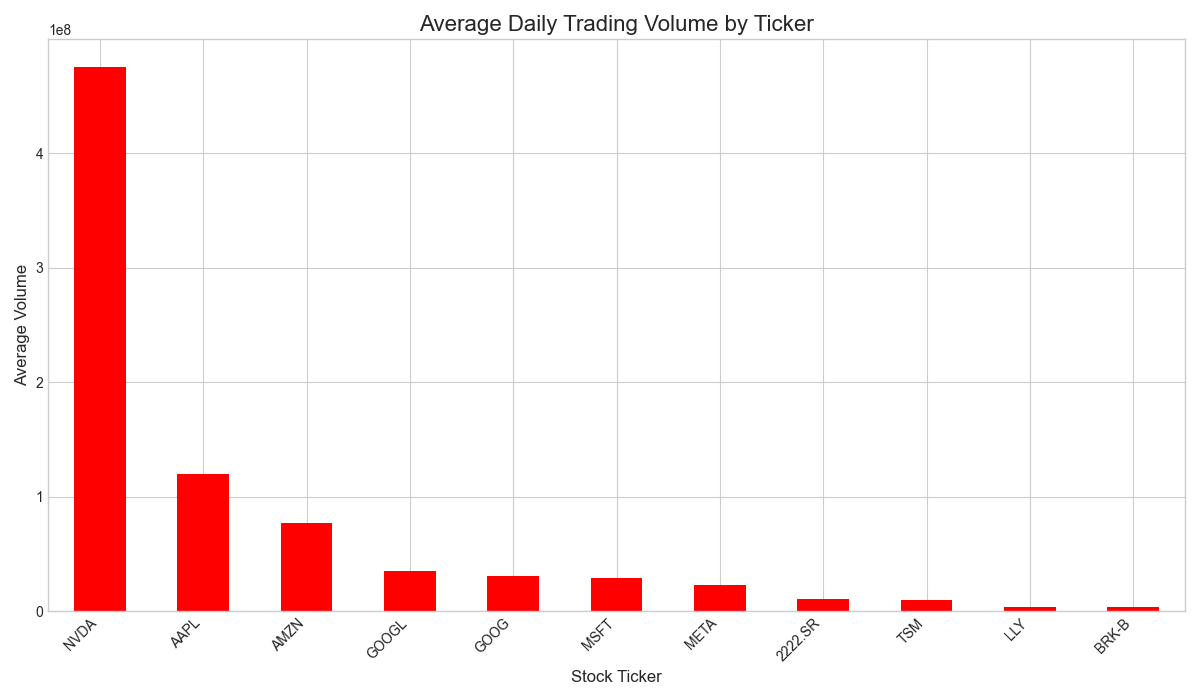 Average Daily Trading Volume by Ticker
1e8
4
3
2
1
0
Average Volume
NVDA
AAPL
AMZN
GOOGL
GOOG
MSFT
META
2222.SR
TSM
LLY
BRK-B
Stock Ticker